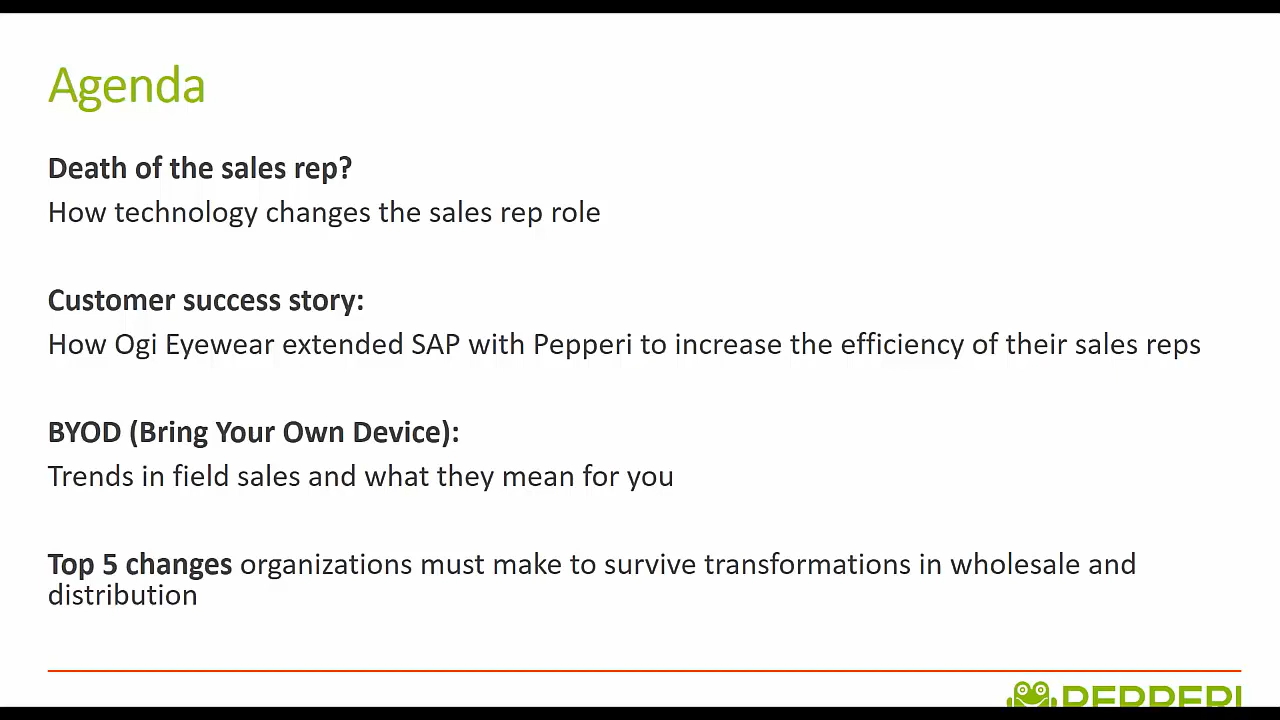 Agenda
Death of the sales rep?
How technology changes the sales rep role
Customer success story:
How Ogi Eyewear extended SAP with Pepperi to increase the efficiency of their sales reps
BYOD (Bring Your Own Device):
Trends in field sales and what they mean for you
Top 5 changes organizations must make to survive transformations in wholesale and
distribution
PEPPERI